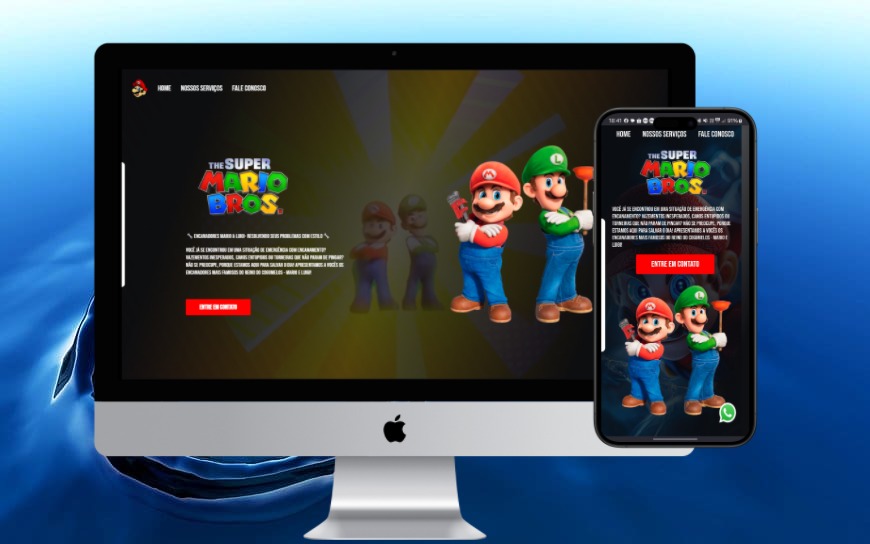 HOME NOSSOS SERVIÇOS FALE CONOSCO
THE SUPER
MARIO
BROS.
ENCANADORES MARIO & LUIGI- RESOLVENDO SEUS PROBLEMAS COM ESTILO
VOCÊ JÁ SE ENCONTROU EM UMA SITUAÇÃO DE EMERGÊNCIA COM ENCANAMENTO?
VAZAMENTOS INESPERADOS, CANOS ENTUPIDOS OU TORNEIRAS QUE NÃO PARAM DE PINGAR?
NÃO SE PREOCUPE, PORQUE ESTAMOS AQUI PARA SALVAR O DIA! APRESENTAMOS A VOCÊS OS
ENCANADORES MAIS FAMOSOS DO REINO DO COGUMELOS - MARIO E LUIGI!
ENTRE EM CONTATO
M
L
18:41
91%
HOME NOSSOS SERVIÇOS FALE CONOSCO
THE SUPER
MARIO
BROS.
VOCÊ JÁ SE ENCONTROU EM UMA SITUAÇÃO DE EMERGÊNCIA COM
ENCANAMENTO? VAZAMENTOS INESPERADOS, CANOS ENTUPIDOS OU
TORNEIRAS QUE NÃO PARAM DE PINGAR? NÃO SE PREOCUPE, PORQUE
ESTAMOS AQUI PARA SALVAR O DIA! APRESENTAMOS A VOCÊS OS
ENCANADORES MAIS FAMOSOS DO REINO DO COGUMELOS - MARIO E
LUIGI!
ENTRE EM CONTATO
M
L